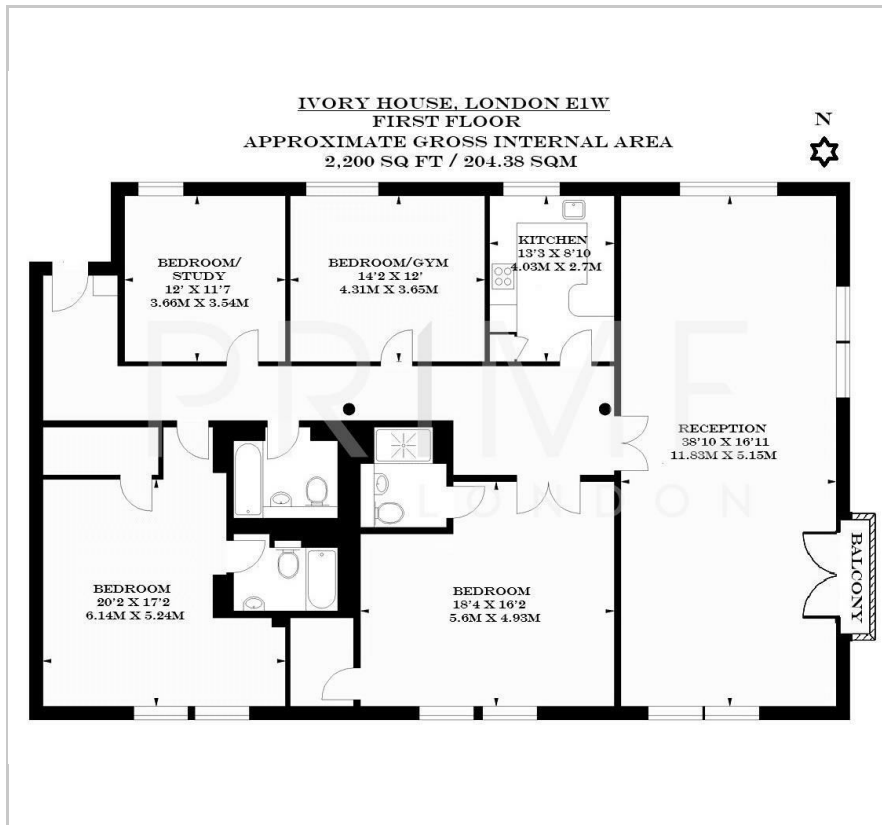 IVORY HOUSE, LONDON E1W
FIRST FLOOR
APPROXIMATE GROSS INTERNAL AREA
2,200 SQ FT / 204.38 SQM
N
BEDROOM/
STUDY
12' X 11'7
3.66M X 3.54M
BEDROOM/GYM
14'2 X 12'
4.31M X 3.65M
KITCHEN
13'3 X 8'10
4.03M X 2.7M
PRIME
LONDON
RECEPTION
38'10 X 16'11
11.83M X 5.15M
BALCONY
BEDROOM
20'2 X 17'2
6.14M X 5.24M
BEDROOM
18'4 X 16'2
5.6M X 4.93M